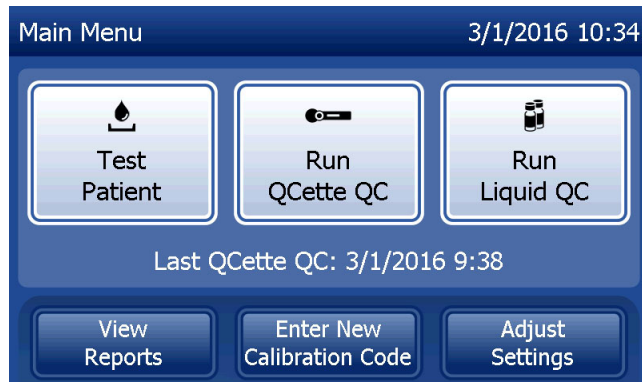 Main Menu
3/1/2016 10:34
Test
Patient
Run
QCette QC
Run
Liquid QC
Last QCette QC: 3/1/2016 9:38
View
Reports
Enter New
Calibration Code
Adjust
Settings